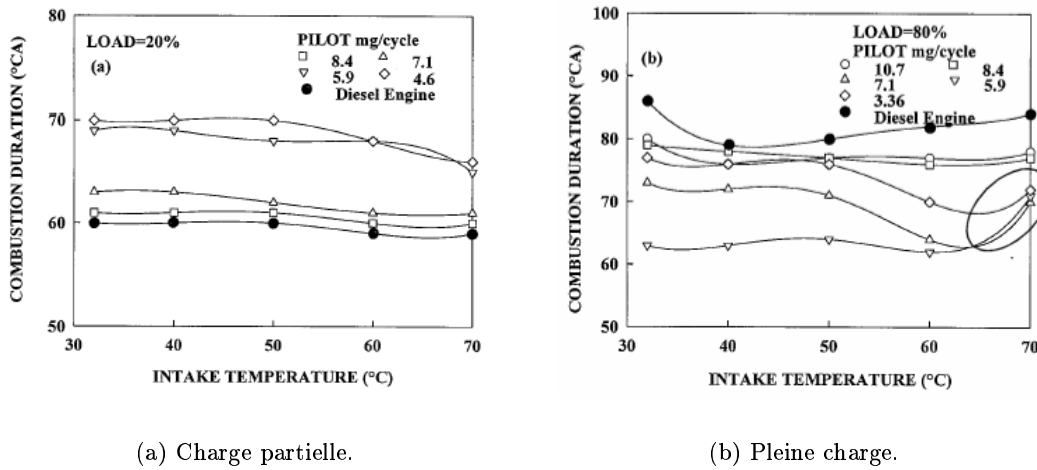 80
LOAD=20%
(a)
PILOT mg/cycle
8.4 7.1
5.9 4.6
Diesel Engine
70
60
50
30 40 50 60 70
COMBUSTION DURATION (°CA)
INTAKE TEMPERATURE (°C)
(a) Charge partielle.
100
LOAD=80%
PILOT mg/cycle
(b)
10.7 8.4
7.1 5.9
3.36
Diesel Engine
90
80
70
60
50
30 40 50 60 70
COMBUSTION DURATION (°CA)
INTAKE TEMPERATURE (°C)
(b) Pleine charge.